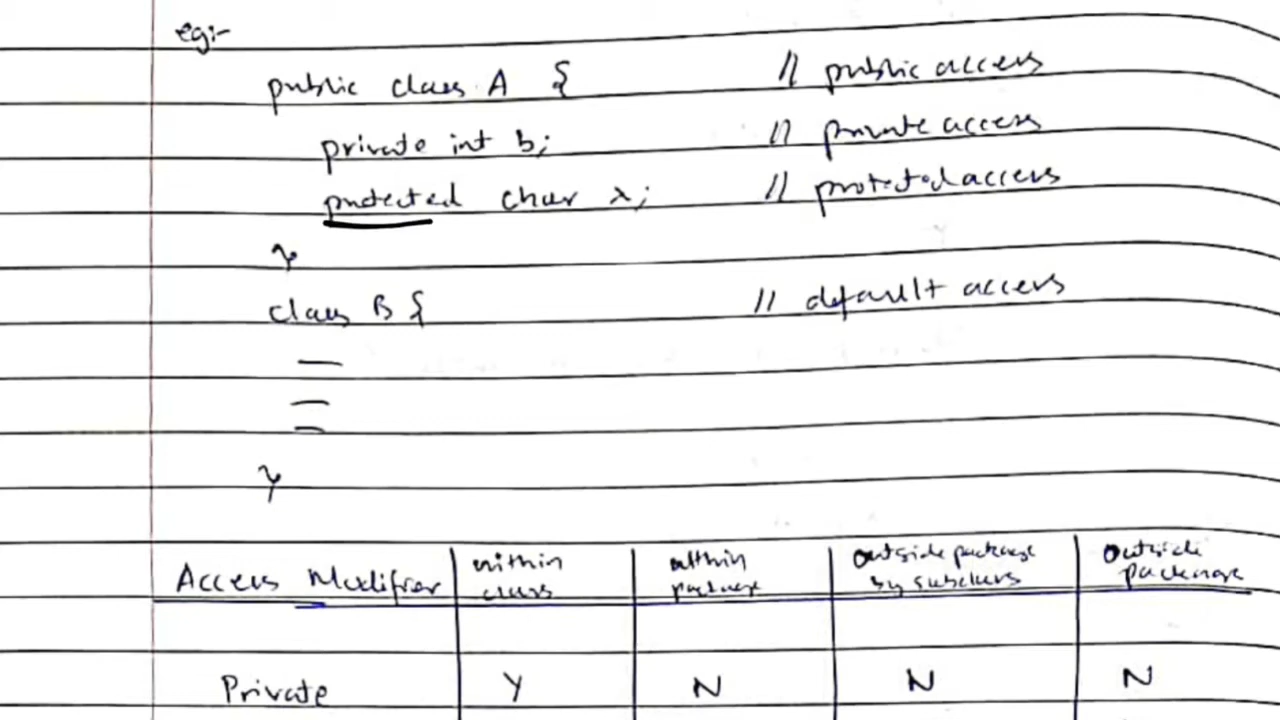 eg:-
public class A { // public access
private int b; // private access
protected char x; // protected access
}
class B { // default access
}
Access Modifier | within class | within package | outside package by subclass | outside package
Private | Y | N | N | N